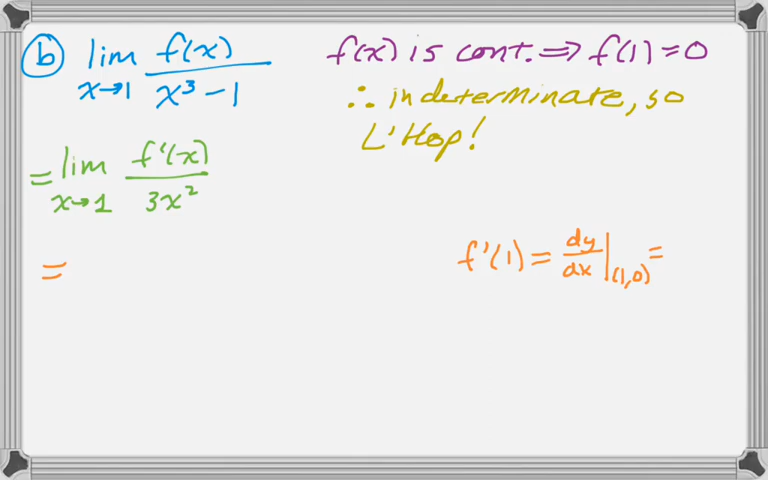 (b) lim x→1 f(x)/(x³ - 1)
f(x) is cont. ⇒ f(1) = 0
∴ indeterminate, so
L'Hop!
= lim x→1 f'(x)/3x²
f'(1) = dy/dx |(1,0) =
=